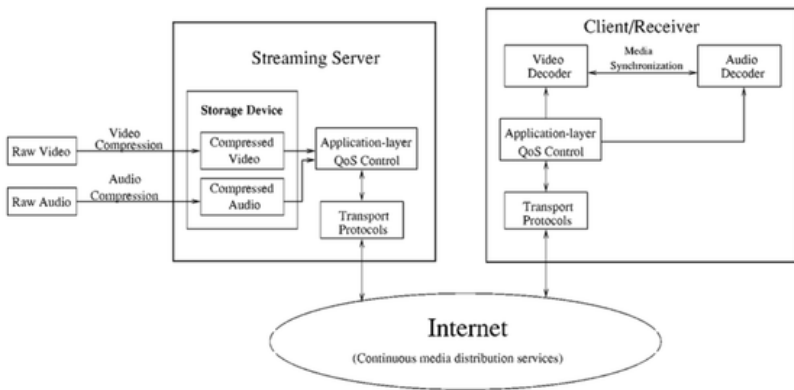 Streaming Server
Storage Device
Raw Video
Video
Compression
Compressed
Video
Application-layer
QoS Control
Raw Audio
Audio
Compression
Compressed
Audio
Transport
Protocols
Client/Receiver
Video
Decoder
Media
Synchronization
Audio
Decoder
Application-layer
QoS Control
Transport
Protocols
Internet
(Continuous media distribution services)